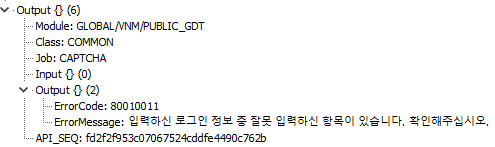 Output {} (6)
Module: GLOBAL/VNM/PUBLIC_GDT
Class: COMMON
Job: CAPTCHA
Input {} (0)
Output {} (2)
ErrorCode: 80010011
ErrorMessage: 입력하신 로그인 정보 중 잘못 입력하신 항목이 있습니다. 확인해주십시오.
API_SEQ: fd2f2f953c07067524cddfe4490c762b